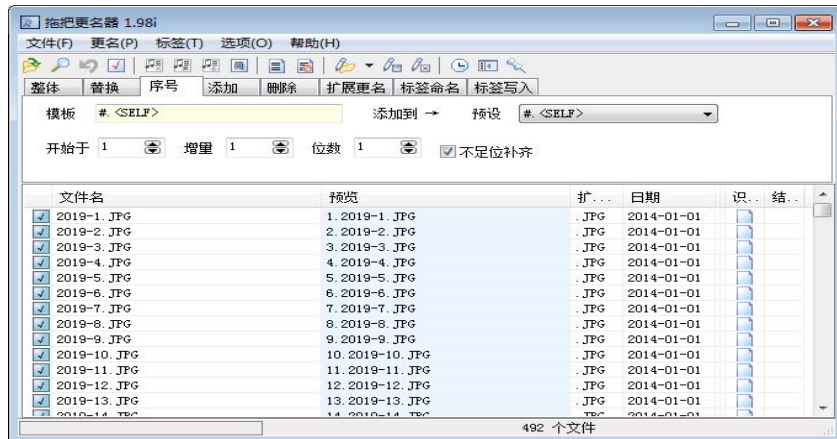 拖把更名器 1.98i
文件(F) 更名(P) 标签(T) 选项(O) 帮助(H)
整体 替换 序号 添加 删除 扩展更名 标签命名 标签写入
模板 #. <SELF> 添加到 → 预设 #. <SELF>
开始于 1 增量 1 位数 1 不足位补齐
文件名 预览 扩... 日期 识.. 结..
2019-1.JPG 1.2019-1.JPG .JPG 2014-01-01
2019-2.JPG 2.2019-2.JPG .JPG 2014-01-01
2019-3.JPG 3.2019-3.JPG .JPG 2014-01-01
2019-4.JPG 4.2019-4.JPG .JPG 2014-01-01
2019-5.JPG 5.2019-5.JPG .JPG 2014-01-01
2019-6.JPG 6.2019-6.JPG .JPG 2014-01-01
2019-7.JPG 7.2019-7.JPG .JPG 2014-01-01
2019-8.JPG 8.2019-8.JPG .JPG 2014-01-01
2019-9.JPG 9.2019-9.JPG .JPG 2014-01-01
2019-10.JPG 10.2019-10.JPG .JPG 2014-01-01
2019-11.JPG 11.2019-11.JPG .JPG 2014-01-01
2019-12.JPG 12.2019-12.JPG .JPG 2014-01-01
2019-13.JPG 13.2019-13.JPG .JPG 2014-01-01
2019-14.JPG 14.2019-14.JPG .JPG 2014-01-01
492 个文件